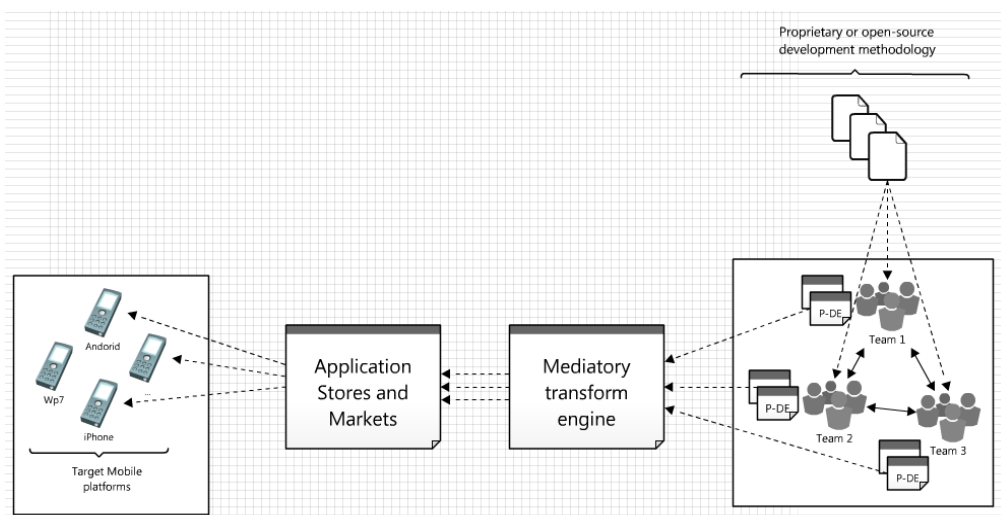 Proprietary or open-source
development methodology
P-DE
Team 1
Andorid
Wp7
...
iPhone
Target Mobile
platforms
Application
Stores and
Markets
Mediatory
transform
engine
P-DE
Team 2
Team 3
P-DE